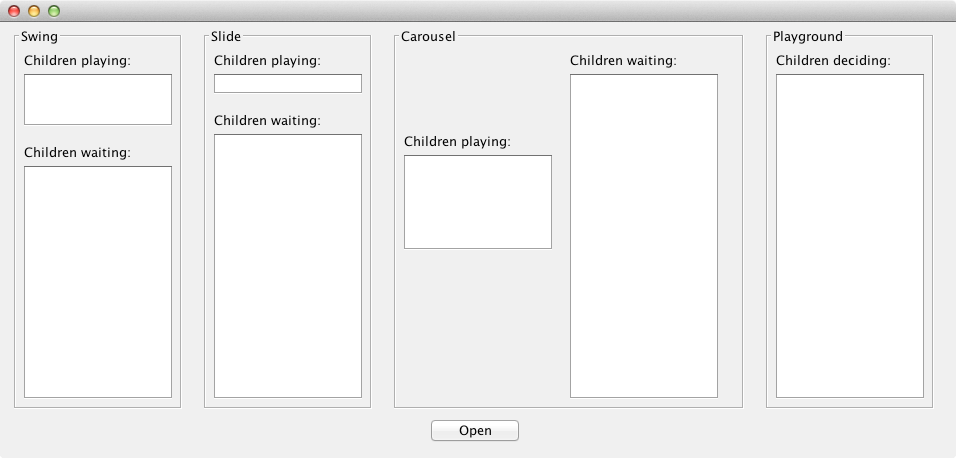 Swing
Children playing:
Children waiting:
Slide
Children playing:
Children waiting:
Carousel
Children playing:
Children waiting:
Playground
Children deciding:
Open